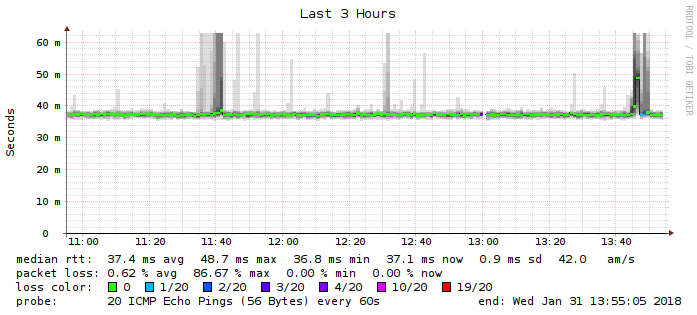 Last 3 Hours
RRDTOOL / TOBI OETIKER
Seconds
60 m
50 m
40 m
30 m
20 m
10 m
0
11:00 11:20 11:40 12:00 12:20 12:40 13:00 13:20 13:40
median rtt: 37.4 ms avg 48.7 ms max 36.8 ms min 37.1 ms now 0.9 ms sd 42.0 am/s
packet loss: 0.62 % avg 86.67 % max 0.00 % min 0.00 % now
loss color: 0 1/20 2/20 3/20 4/20 10/20 19/20
probe: 20 ICMP Echo Pings (56 Bytes) every 60s end: Wed Jan 31 13:55:05 2018